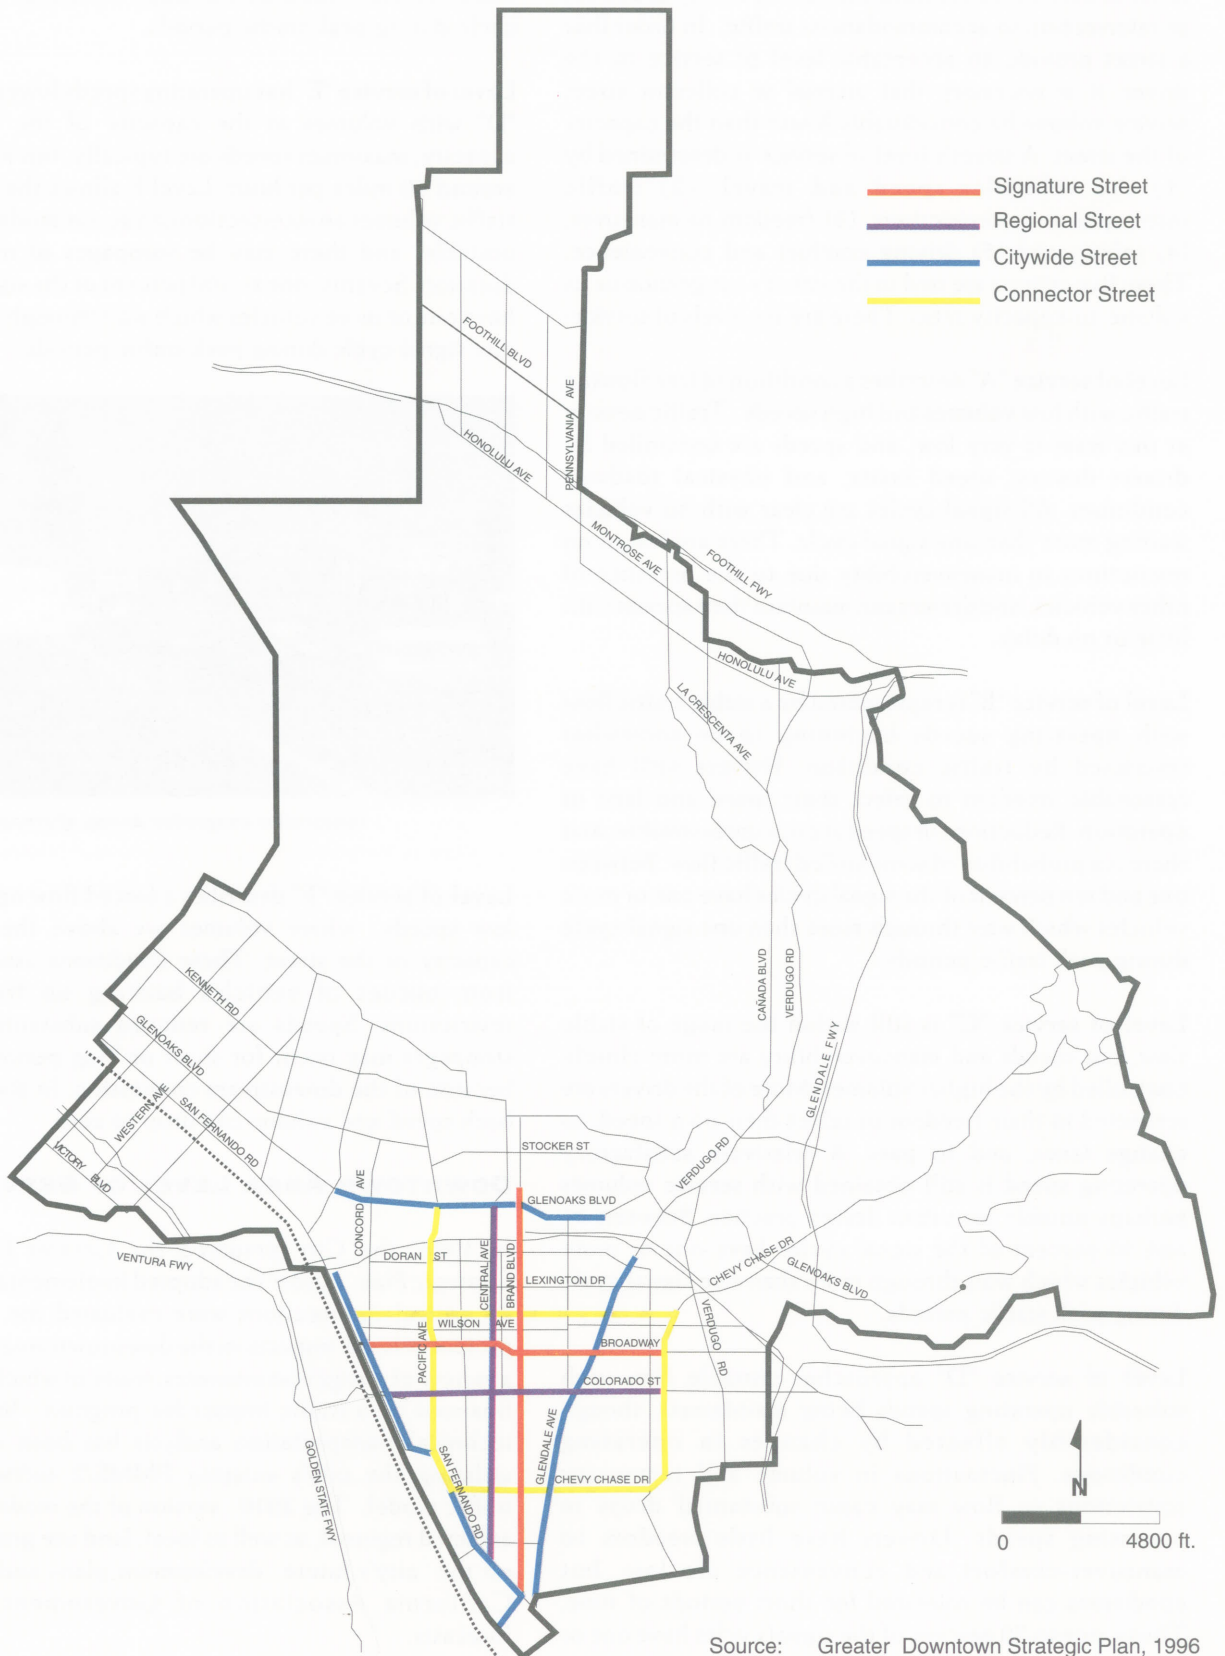 Signature Street
Regional Street
Citywide Street
Connector Street
FOOTHILL BLVD
PENNSYLVANIA AVE
HONOLULU AVE
MONTROSE AVE
FOOTHILL FWY
HONOLULU AVE
LA CRESCENTA AVE
CAÑADA BLVD
VERDUGO RD
GLENDALE FWY
KENNETH RD
GLENOAKS BLVD
WESTERN AVE
SAN FERNANDO RD
VICTORY BLVD
STOCKER ST
VERDUGO RD
CONCORD AVE
GLENOAKS BLVD
VENTURA FWY
DORAN ST
CENTRAL AVE
BRAND BLVD
LEXINGTON DR
CHEVY CHASE DR
GLENOAKS BLVD
WILSON AVE
PACIFIC AVE
BROADWAY
VERDUGO RD
COLORADO ST
GLENDALE AVE
SAN FERNANDO RD
CHEVY CHASE DR
GOLDEN STATE FWY
N
0 4800 ft.
Source: Greater Downtown Strategic Plan, 1996